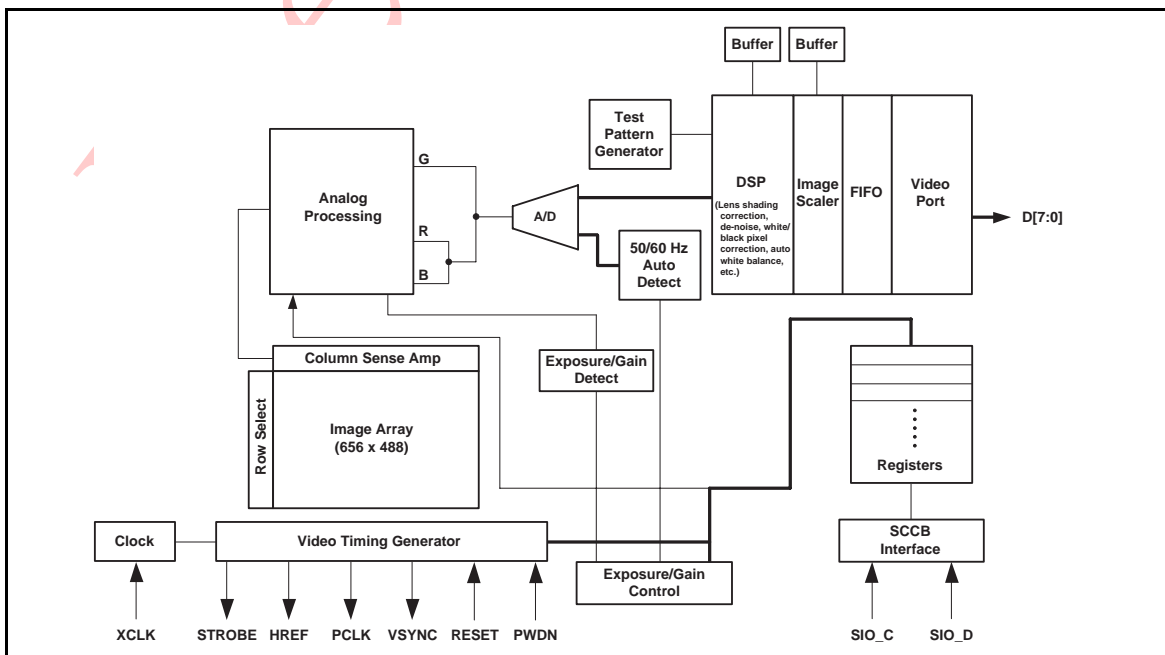 Buffer
Buffer
Test
Pattern
Generator
DSP
(Lens shading
correction,
de-noise, white/
black pixel
correction, auto
white balance,
etc.)
Image
Scaler
FIFO
Video
Port
D[7:0]
Analog
Processing
G
R
B
A/D
50/60 Hz
Auto
Detect
Column Sense Amp
Exposure/Gain
Detect
Row Select
Image Array
(656 x 488)
Registers
Clock
Video Timing Generator
Exposure/Gain
Control
SCCB
Interface
XCLK
STROBE
HREF
PCLK
VSYNC
RESET
PWDN
SIO_C
SIO_D